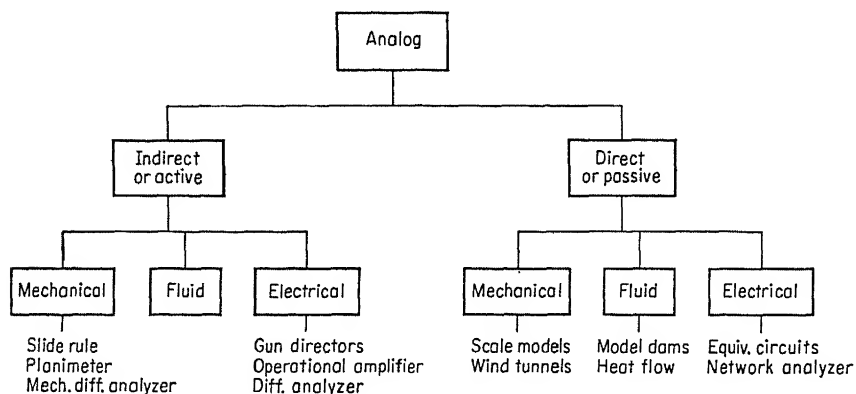 Analog
Indirect
or active
Direct
or passive
Mechanical
Fluid
Electrical
Mechanical
Fluid
Electrical
Slide rule
Planimeter
Mech. diff. analyzer
Gun directors
Operational amplifier
Diff. analyzer
Scale models
Wind tunnels
Model dams
Heat flow
Equiv. circuits
Network analyzer